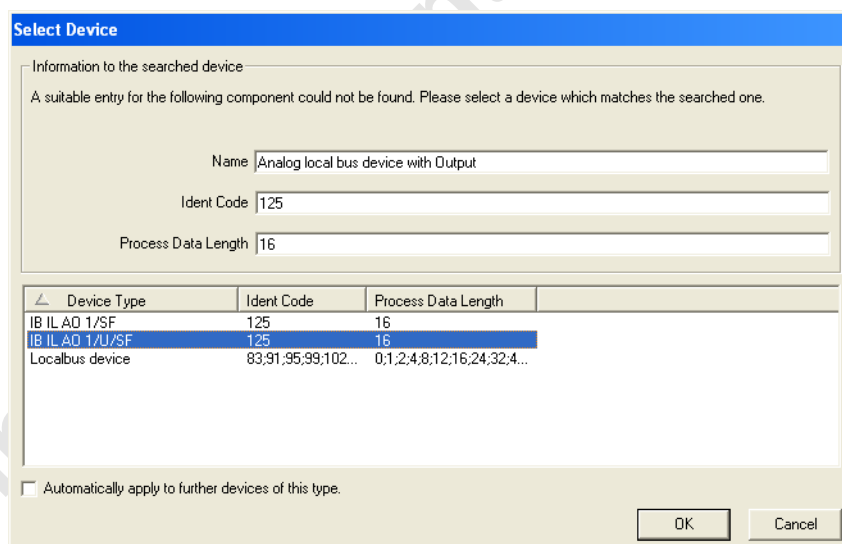 Select Device
Information to the searched device
A suitable entry for the following component could not be found. Please select a device which matches the searched one.
Name Analog local bus device with Output
Ident Code 125
Process Data Length 16
Device Type Ident Code Process Data Length
IB IL AO 1/SF 125 16
IB IL AO 1/U/SF 125 16
Localbus device 83;91;95;99;102... 0;1;2;4;8;12;16;24;32;4...
Automatically apply to further devices of this type.
OK Cancel